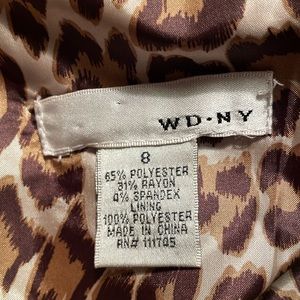 WD·NY
8
65% POLYESTER
31% RAYON
4% SPANDEX
LINING
100% POLYESTER
MADE IN CHINA
RN# 111705